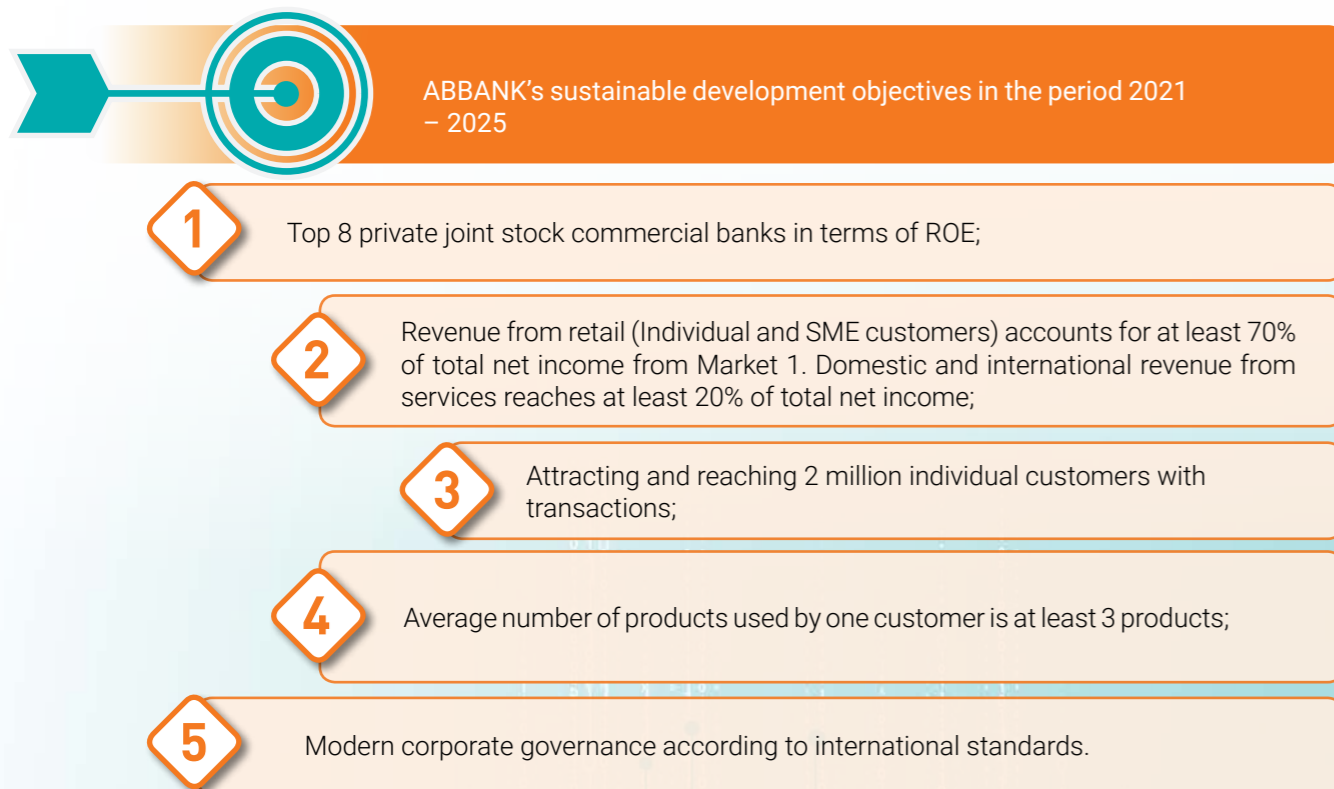 ABBANK's sustainable development objectives in the period 2021
– 2025
1
Top 8 private joint stock commercial banks in terms of ROE;
2
Revenue from retail (Individual and SME customers) accounts for at least 70%
of total net income from Market 1. Domestic and international revenue from
services reaches at least 20% of total net income;
3
Attracting and reaching 2 million individual customers with
transactions;
4
Average number of products used by one customer is at least 3 products;
5
Modern corporate governance according to international standards.